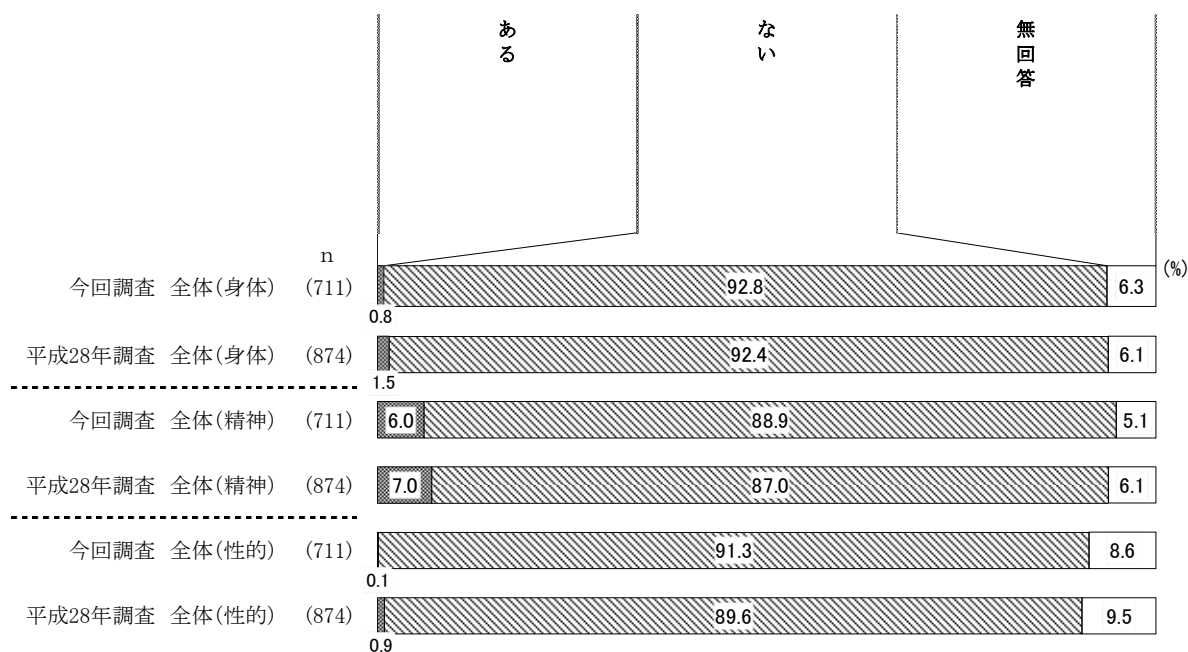 ある
ない
無回答
n
(%)
今回調査 全体(身体) (711) 0.8 92.8 6.3
平成28年調査 全体(身体) (874) 1.5 92.4 6.1
今回調査 全体(精神) (711) 6.0 88.9 5.1
平成28年調査 全体(精神) (874) 7.0 87.0 6.1
今回調査 全体(性的) (711) 0.1 91.3 8.6
平成28年調査 全体(性的) (874) 0.9 89.6 9.5